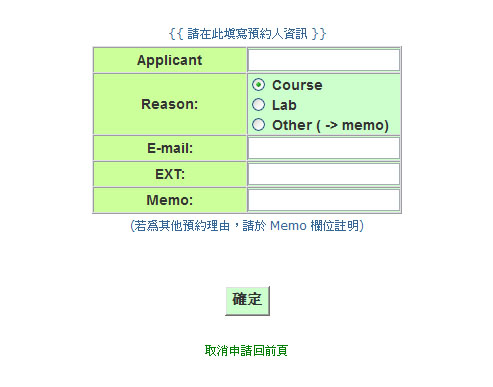 {{ 請在此填寫預約人資訊 }}
Applicant
Reason:
Course
Lab
Other ( -> memo)
E-mail:
EXT:
Memo:
(若為其他預約理由，請於 Memo 欄位註明)
確定
取消申請回前頁